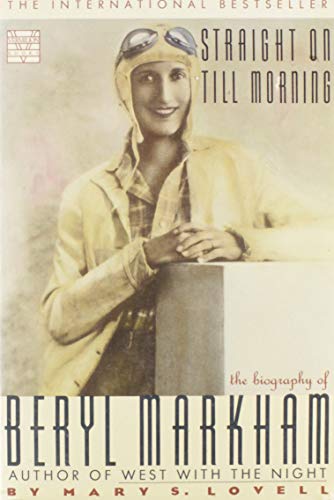 THE INTERNATIONAL BESTSELLER
STRAIGHT ON
TILL MORNING
the biography of
BERYL MARKHAM
AUTHOR OF WEST WITH THE NIGHT
BY MARY S. LOVELL